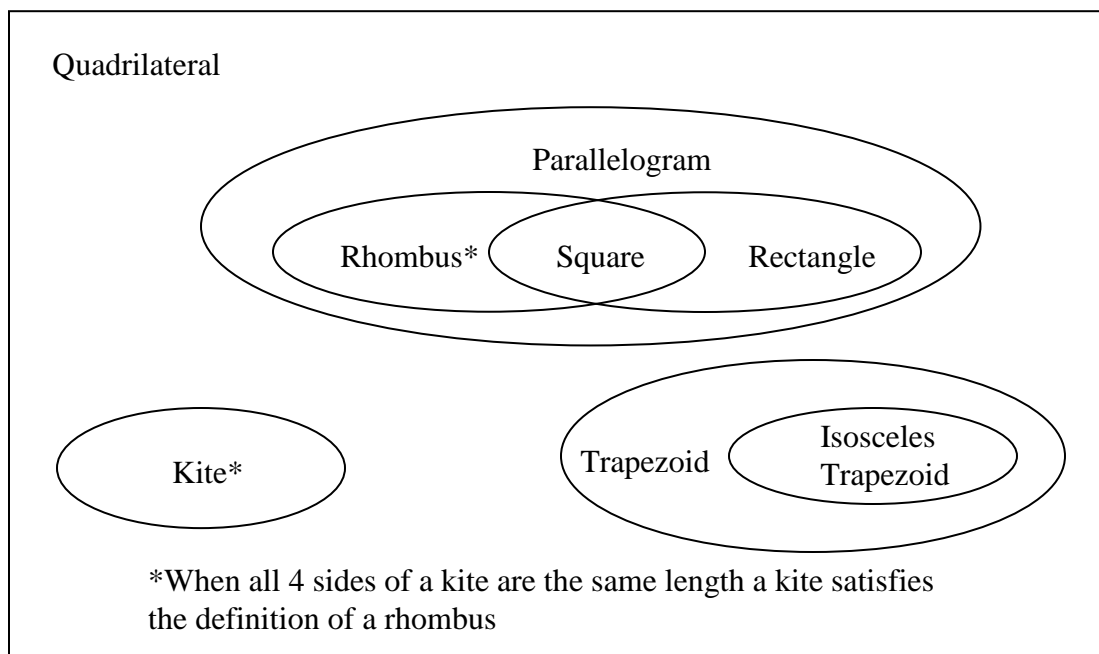 Quadrilateral
Parallelogram
Rhombus* Square Rectangle
Isosceles
Trapezoid Trapezoid
Kite*
*When all 4 sides of a kite are the same length a kite satisfies
the definition of a rhombus